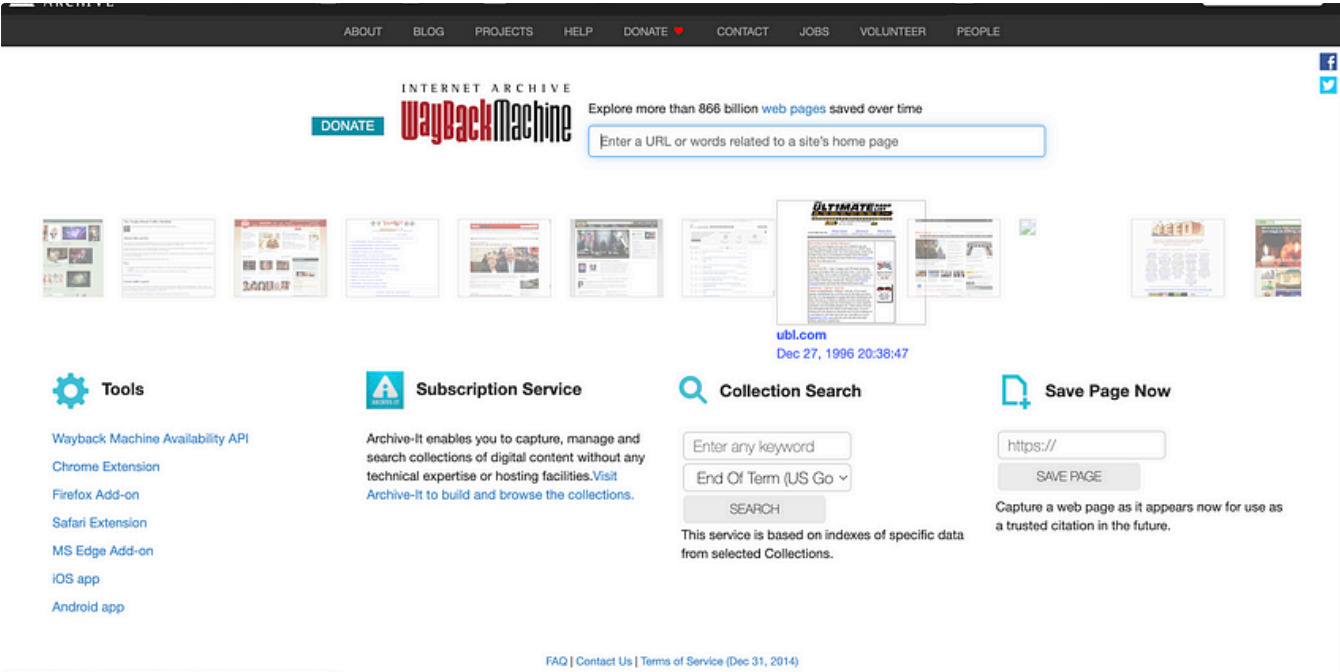 ARCHIVE
ABOUT BLOG PROJECTS HELP DONATE CONTACT JOBS VOLUNTEER PEOPLE
INTERNET ARCHIVE
WayBackMachine
DONATE
Explore more than 866 billion web pages saved over time
Enter a URL or words related to a site's home page
THE ULTIMATE BAND LIST
ubl.com
Dec 27, 1996 20:38:47
Tools
Wayback Machine Availability API
Chrome Extension
Firefox Add-on
Safari Extension
MS Edge Add-on
iOS app
Android app
Subscription Service
ARCHIVE-IT
Archive-It enables you to capture, manage and
search collections of digital content without any
technical expertise or hosting facilities.Visit
Archive-It to build and browse the collections.
Collection Search
Enter any keyword
End Of Term (US Go
SEARCH
This service is based on indexes of specific data
from selected Collections.
Save Page Now
https://
SAVE PAGE
Capture a web page as it appears now for use as
a trusted citation in the future.
FAQ | Contact Us | Terms of Service (Dec 31, 2014)